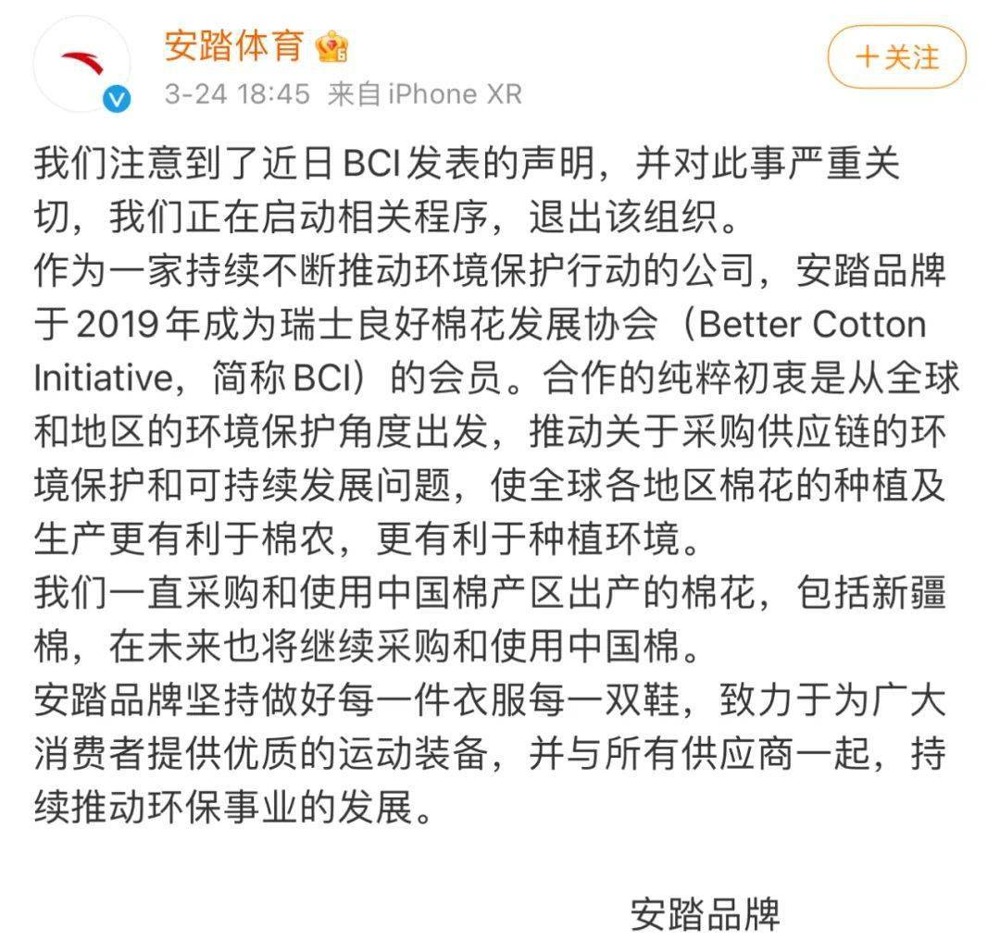 安踏体育
3-24 18:45 来自 iPhone XR
+关注
我们注意到了近日BCI发表的声明，并对此事严重关
切，我们正在启动相关程序，退出该组织。
作为一家持续不断推动环境保护行动的公司，安踏品牌
于2019年成为瑞士良好棉花发展协会（Better Cotton
Initiative，简称BCI）的会员。合作的纯粹初衷是从全球
和地区的环境保护角度出发，推动关于采购供应链的环
境保护和可持续发展问题，使全球各地区棉花的种植及
生产更有利于棉农，更有利于种植环境。
我们一直采购和使用中国棉产区出产的棉花，包括新疆
棉，在未来也将继续采购和使用中国棉。
安踏品牌坚持做好每一件衣服每一双鞋，致力于为广大
消费者提供优质的运动装备，并与所有供应商一起，持
续推动环保事业的发展。
安踏品牌